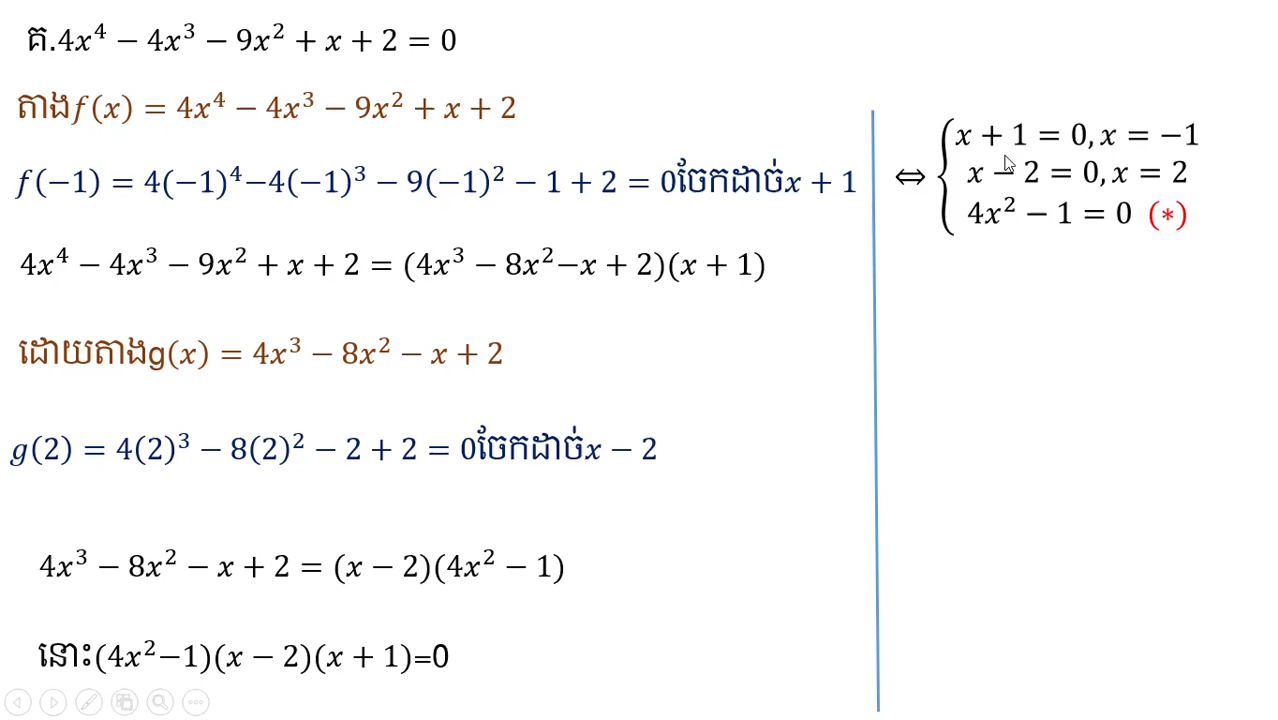 គ.4x⁴ − 4x³ − 9x² + x + 2 = 0
តាងf(x) = 4x⁴ − 4x³ − 9x² + x + 2
f(−1) = 4(−1)⁴−4(−1)³ − 9(−1)² − 1 + 2 = 0ចែកដាច់x + 1
4x⁴ − 4x³ − 9x² + x + 2 = (4x³ − 8x²−x + 2)(x + 1)
ដោយតាងg(x) = 4x³ − 8x² − x + 2
g(2) = 4(2)³ − 8(2)² − 2 + 2 = 0ចែកដាច់x − 2
4x³ − 8x² − x + 2 = (x − 2)(4x² − 1)
នោះ(4x²−1)(x − 2)(x + 1)=0
⇔ { x + 1 = 0, x = −1
x − 2 = 0, x = 2
4x² − 1 = 0 (∗)